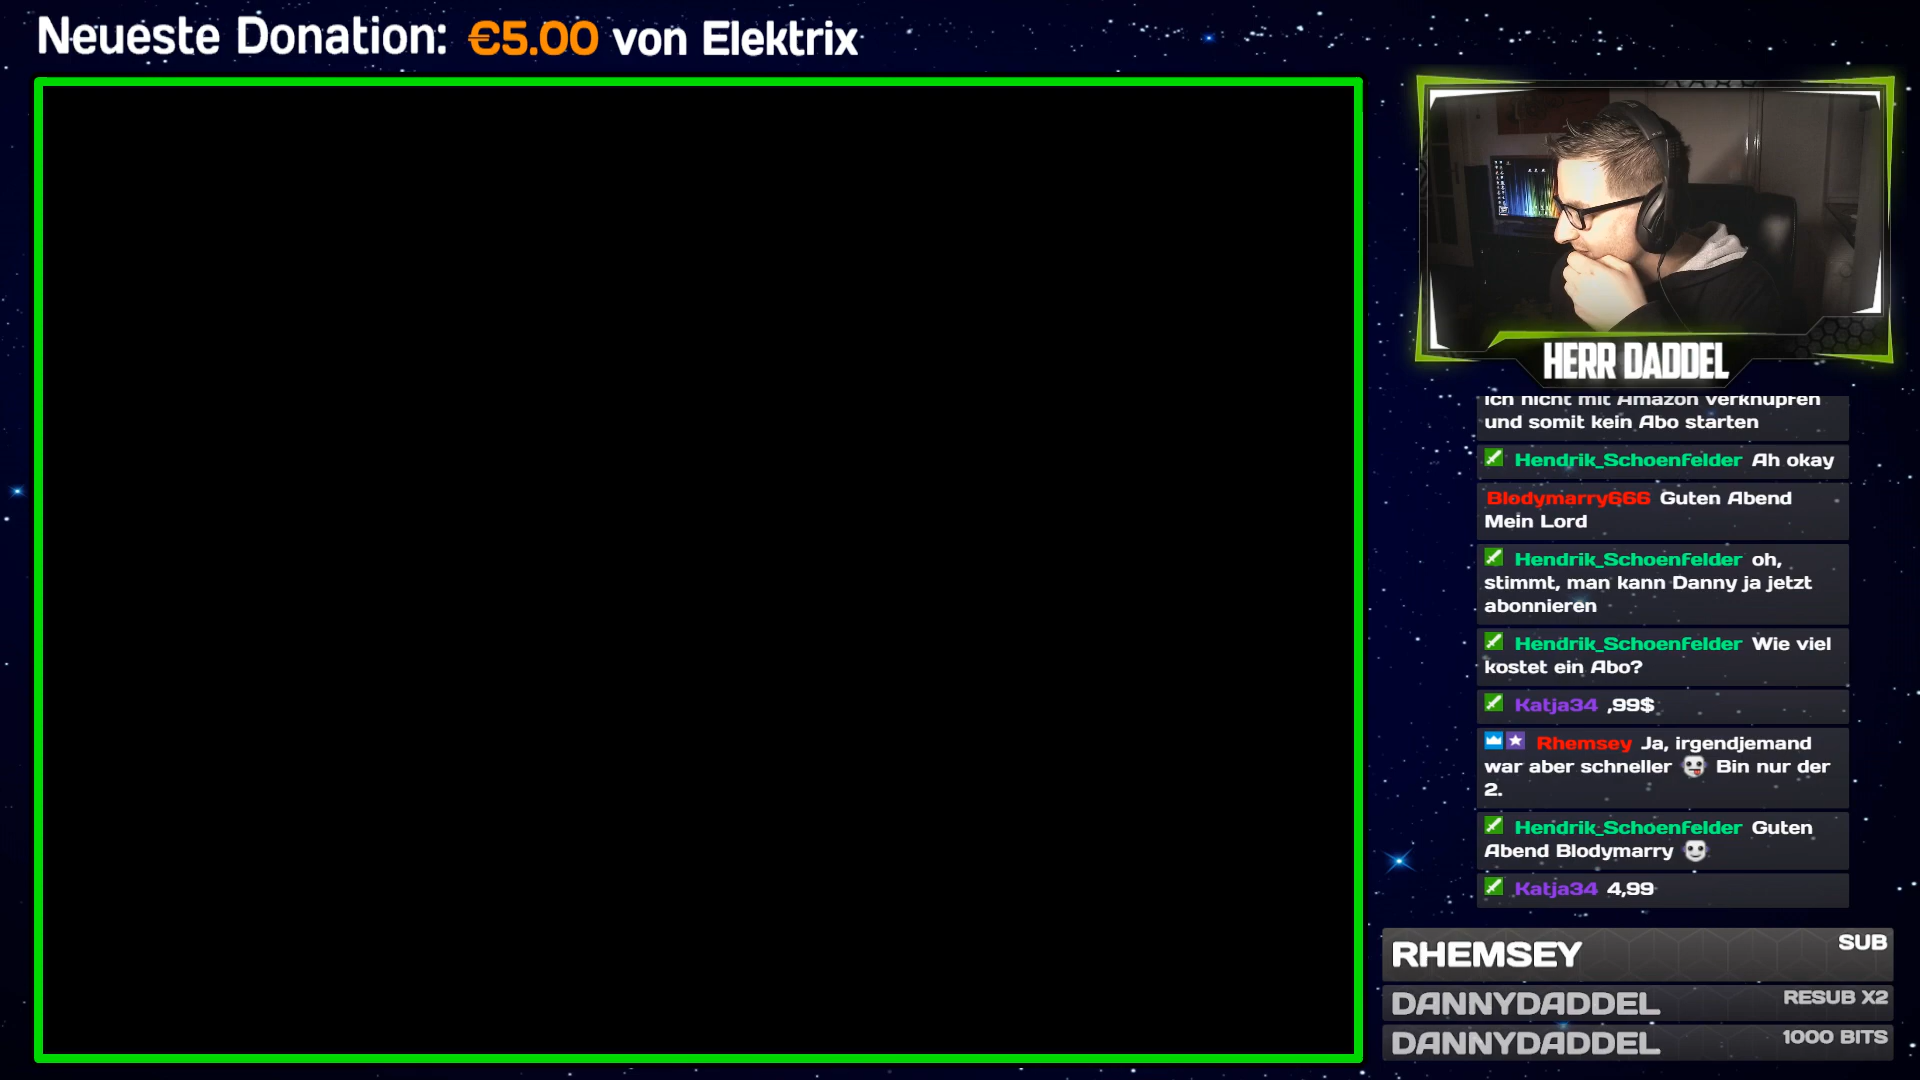 Neueste Donation: €5.00 von Elektrix
HERR DADDEL
ich nicht mit Amazon verknüpfen
und somit kein Abo starten
Hendrik_Schoenfelder Ah okay
Blodymarry666 Guten Abend
Mein Lord
Hendrik_Schoenfelder oh,
stimmt, man kann Danny ja jetzt
abonnieren
Hendrik_Schoenfelder Wie viel
kostet ein Abo?
Katja34 ,99$
Rhemsey Ja, irgendjemand
war aber schneller Bin nur der
2.
Hendrik_Schoenfelder Guten
Abend Blodymarry
Katja34 4,99
RHEMSEY SUB
DANNYDADDEL RESUB X2
DANNYDADDEL 1000 BITS